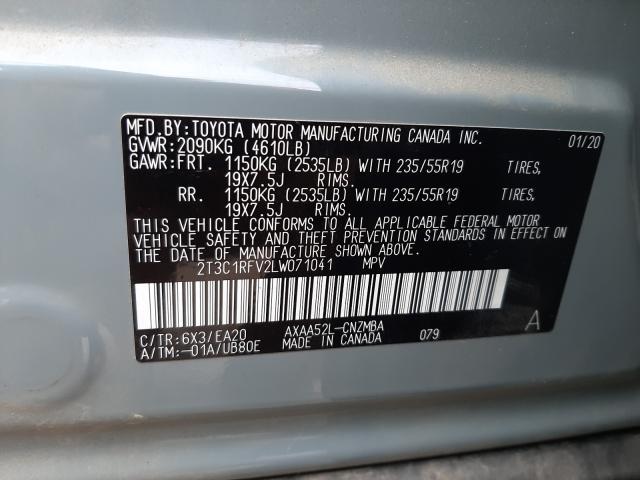 MFD.BY:TOYOTA MOTOR MANUFACTURING CANADA INC. 01/20
GVWR:2090KG (4610LB)
GAWR:FRT. 1150KG (2535LB) WITH 235/55R19 TIRES,
19X7.5J RIMS.
RR. 1150KG (2535LB) WITH 235/55R19 TIRES,
19X7.5J RIMS.
THIS VEHICLE CONFORMS TO ALL APPLICABLE FEDERAL MOTOR
VEHICLE SAFETY AND THEFT PREVENTION STANDARDS IN EFFECT
ON THE DATE OF MANUFACTURE SHOWN ABOVE.
2T3C1RFV2LW071041 MPV
C/TR:6X3/EA20 AXAA52L-CNZMBA A
A/TM:-01A/UB80E MADE IN CANADA 079